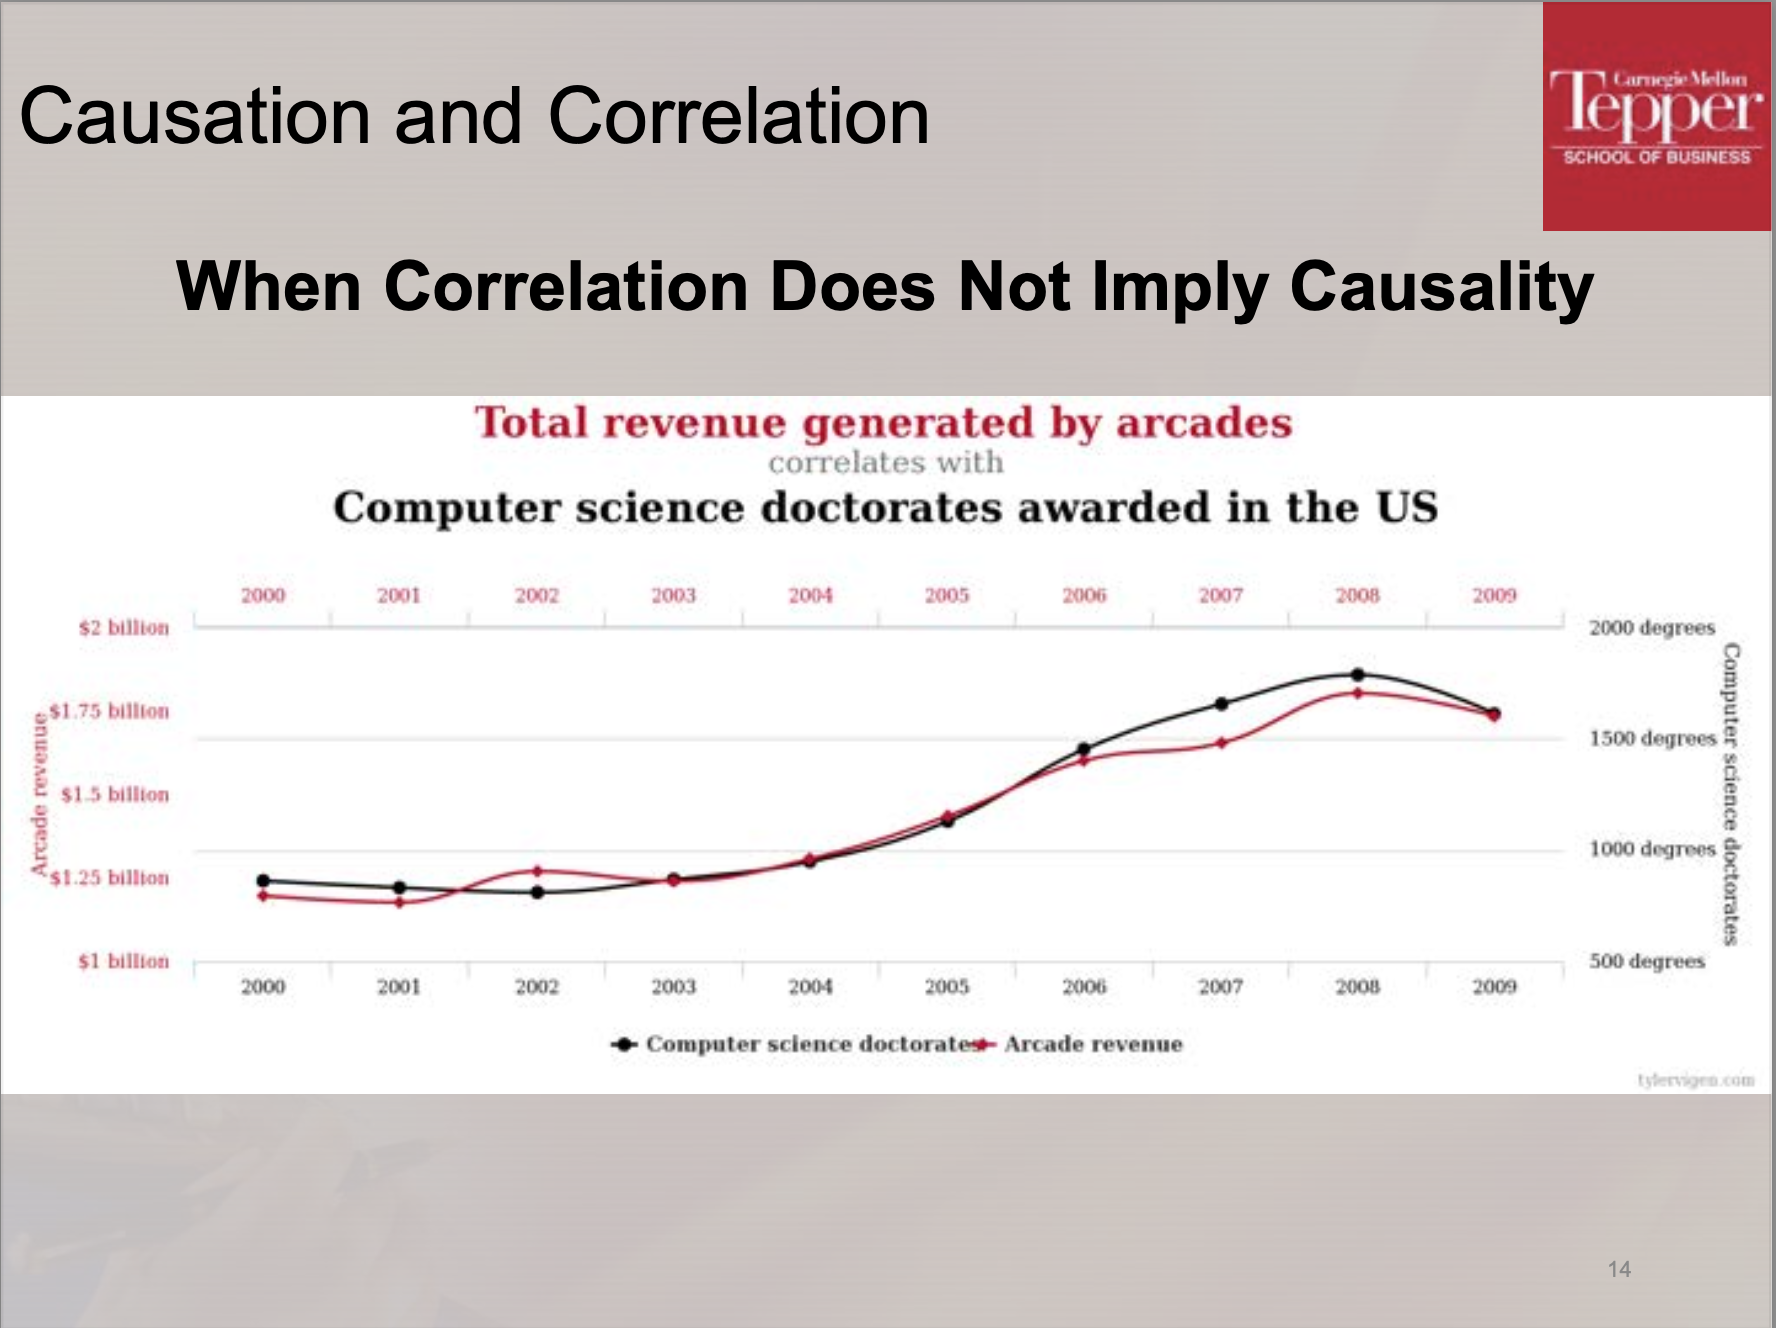 Causation and Correlation
Carnegie Mellon
Tepper
SCHOOL OF BUSINESS
When Correlation Does Not Imply Causality
Total revenue generated by arcades
correlates with
Computer science doctorates awarded in the US
2000 2001 2002 2003 2004 2005 2006 2007 2008 2009
$2 billion
$1.75 billion
$1.5 billion
$1.25 billion
$1 billion
Arcade revenue
2000 degrees
1500 degrees
1000 degrees
500 degrees
Computer science doctorates
2000 2001 2002 2003 2004 2005 2006 2007 2008 2009
Computer science doctorates Arcade revenue
tylervigen.com
14